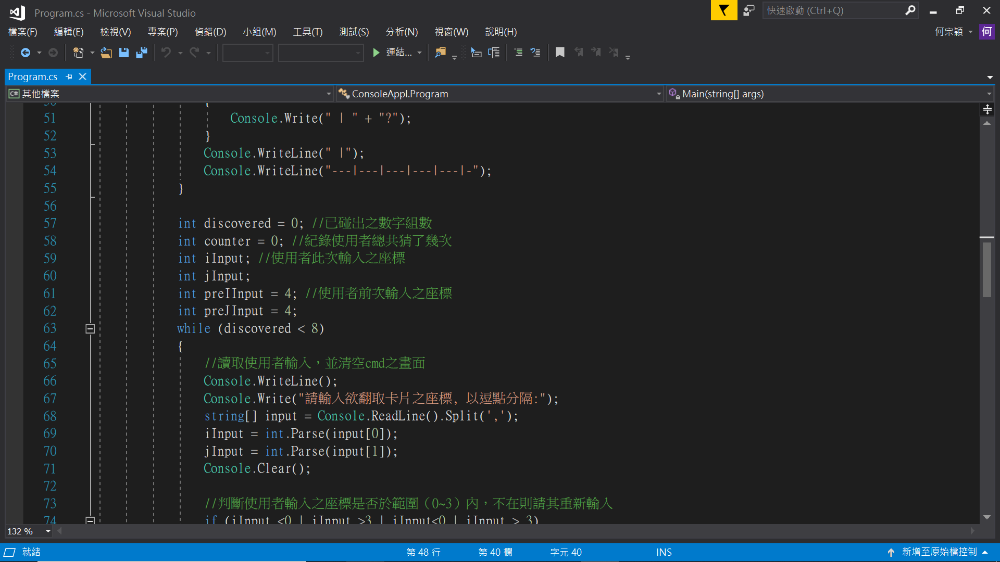 Program.cs - Microsoft Visual Studio
快速啟動 (Ctrl+Q)
檔案(F) 編輯(E) 檢視(V) 專案(P) 偵錯(D) 小組(M) 工具(T) 測試(S) 分析(N) 視窗(W) 說明(H)
何宗穎 何
連結...
Program.cs
C# 其他檔案 ConsoleAppl.Program Main(string[] args)
50 {
51 Console.Write(" | " + "?");
52 }
53 Console.WriteLine(" |");
54 Console.WriteLine("---|---|---|---|---|-");
55 }
56
57 int discovered = 0; //已碰出之數字組數
58 int counter = 0; //紀錄使用者總共猜了幾次
59 int iInput; //使用者此次輸入之座標
60 int jInput;
61 int preIInput = 4; //使用者前次輸入之座標
62 int preJInput = 4;
63 while (discovered < 8)
64 {
65 //讀取使用者輸入，並清空cmd之畫面
66 Console.WriteLine();
67 Console.Write("請輸入欲翻取卡片之座標, 以逗點分隔:");
68 string[] input = Console.ReadLine().Split(',');
69 iInput = int.Parse(input[0]);
70 jInput = int.Parse(input[1]);
71 Console.Clear();
72
73 //判斷使用者輸入之座標是否於範圍（0~3）內，不在則請其重新輸入
74 if (iInput <0 | iInput >3 | jInput<0 | jInput > 3)
132 %
就緒 第 48 行 第 40 欄 字元 40 INS 新增至原始檔控制